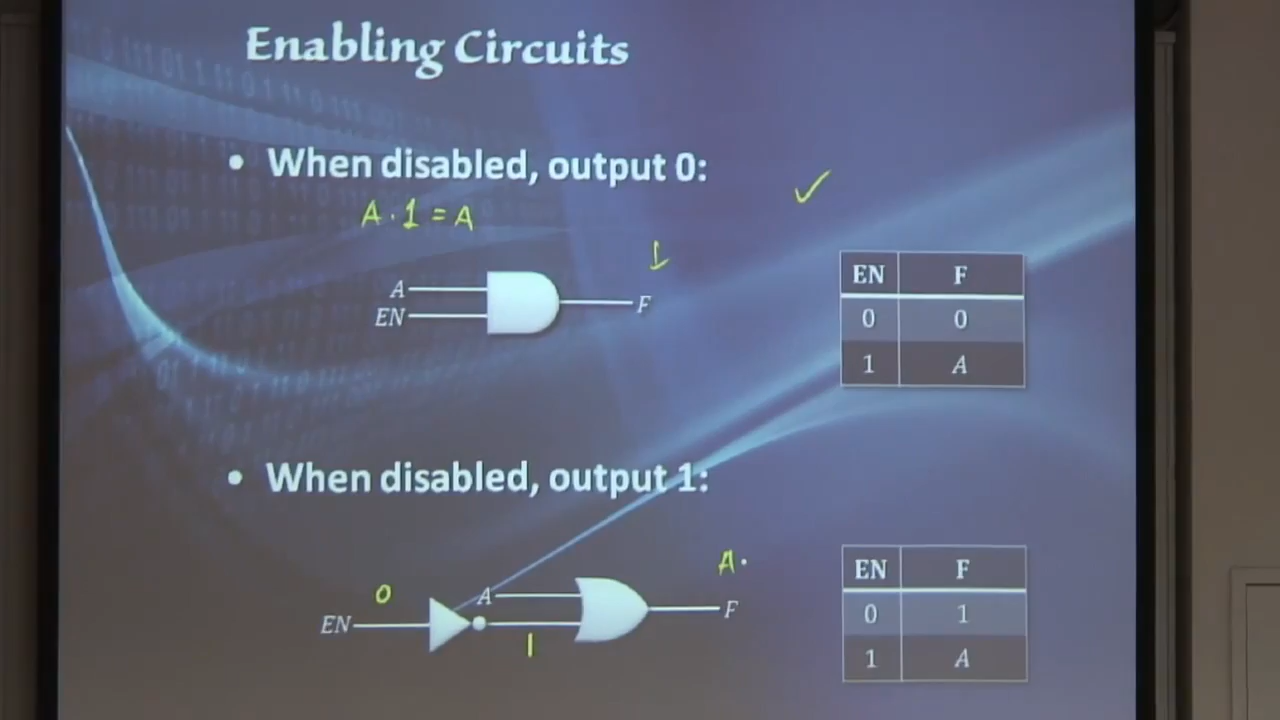 Enabling Circuits
• When disabled, output 0:
✓
A · 1 = A
1
A
EN
F
EN F
0 0
1 A
• When disabled, output 1:
A ·
0
A
EN
F
1
EN F
0 1
1 A